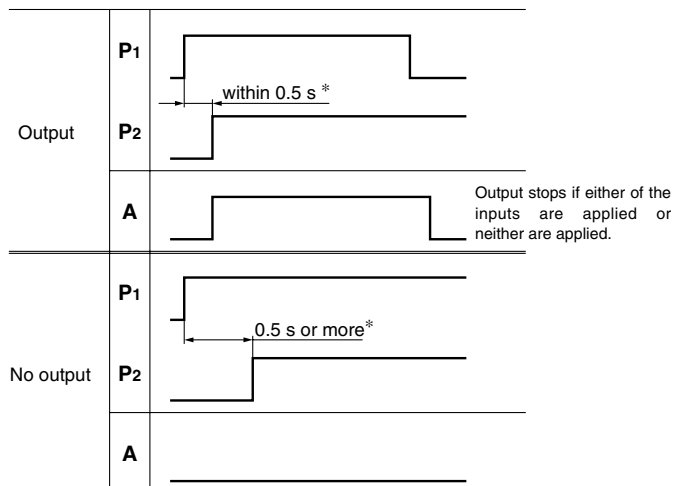 P1
within 0.5 s *
Output
P2
A
Output stops if either of the
inputs are applied or
neither are applied.
P1
0.5 s or more*
No output
P2
A